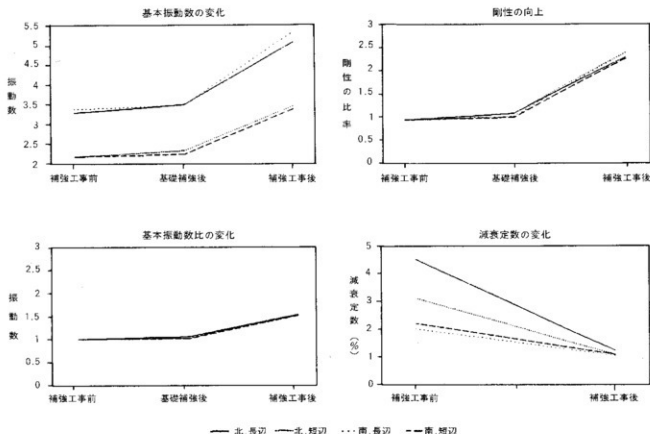 基本振動数の変化
5.5
5
4.5
4
3.5
3
2.5
2
振動数
補強工事前
基礎補強後
補強工事後
剛性の向上
3
2.5
2
1.5
1
0.5
0
剛性の比率
補強工事前
基礎補強後
補強工事後
基本振動数比の変化
3
2.5
2
1.5
1
0.5
0
振動数
補強工事前
基礎補強後
補強工事後
減衰定数の変化
5
4
3
2
1
0
減衰定数(%)
補強工事前
補強工事後
北、長辺
北、短辺
南、長辺
南、短辺